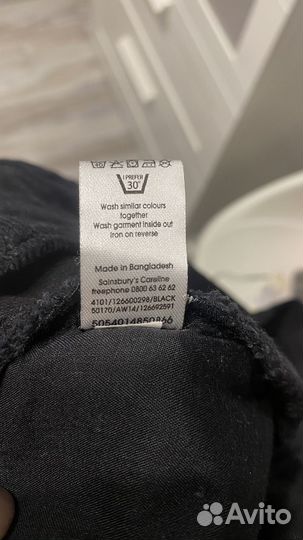 I PREFER
30°
Wash similar colours
together
Wash garment inside out
Iron on reverse
Made in Bangladesh
Sainsbury's Careline
freephone 0800 63 62 62
4101/126600298/BLACK
50170/AW14/126692591
5054014850866
Avito